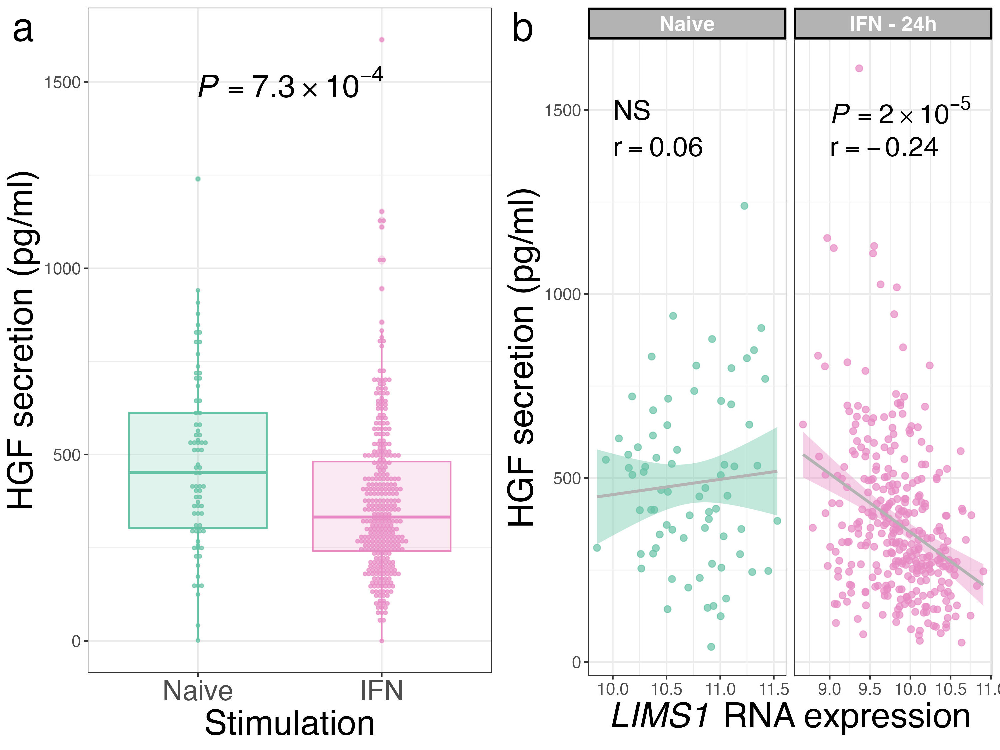 a
P = 7.3 × 10⁻⁴
HGF secretion (pg/ml)
1500
1000
500
0
Naive IFN
Stimulation
b
Naive IFN - 24h
NS
r = 0.06
P = 2 × 10⁻⁵
r = −0.24
HGF secretion (pg/ml)
1500
1000
500
0
10.0 10.5 11.0 11.5 9.0 9.5 10.0 10.5 11.0
LIMS1 RNA expression